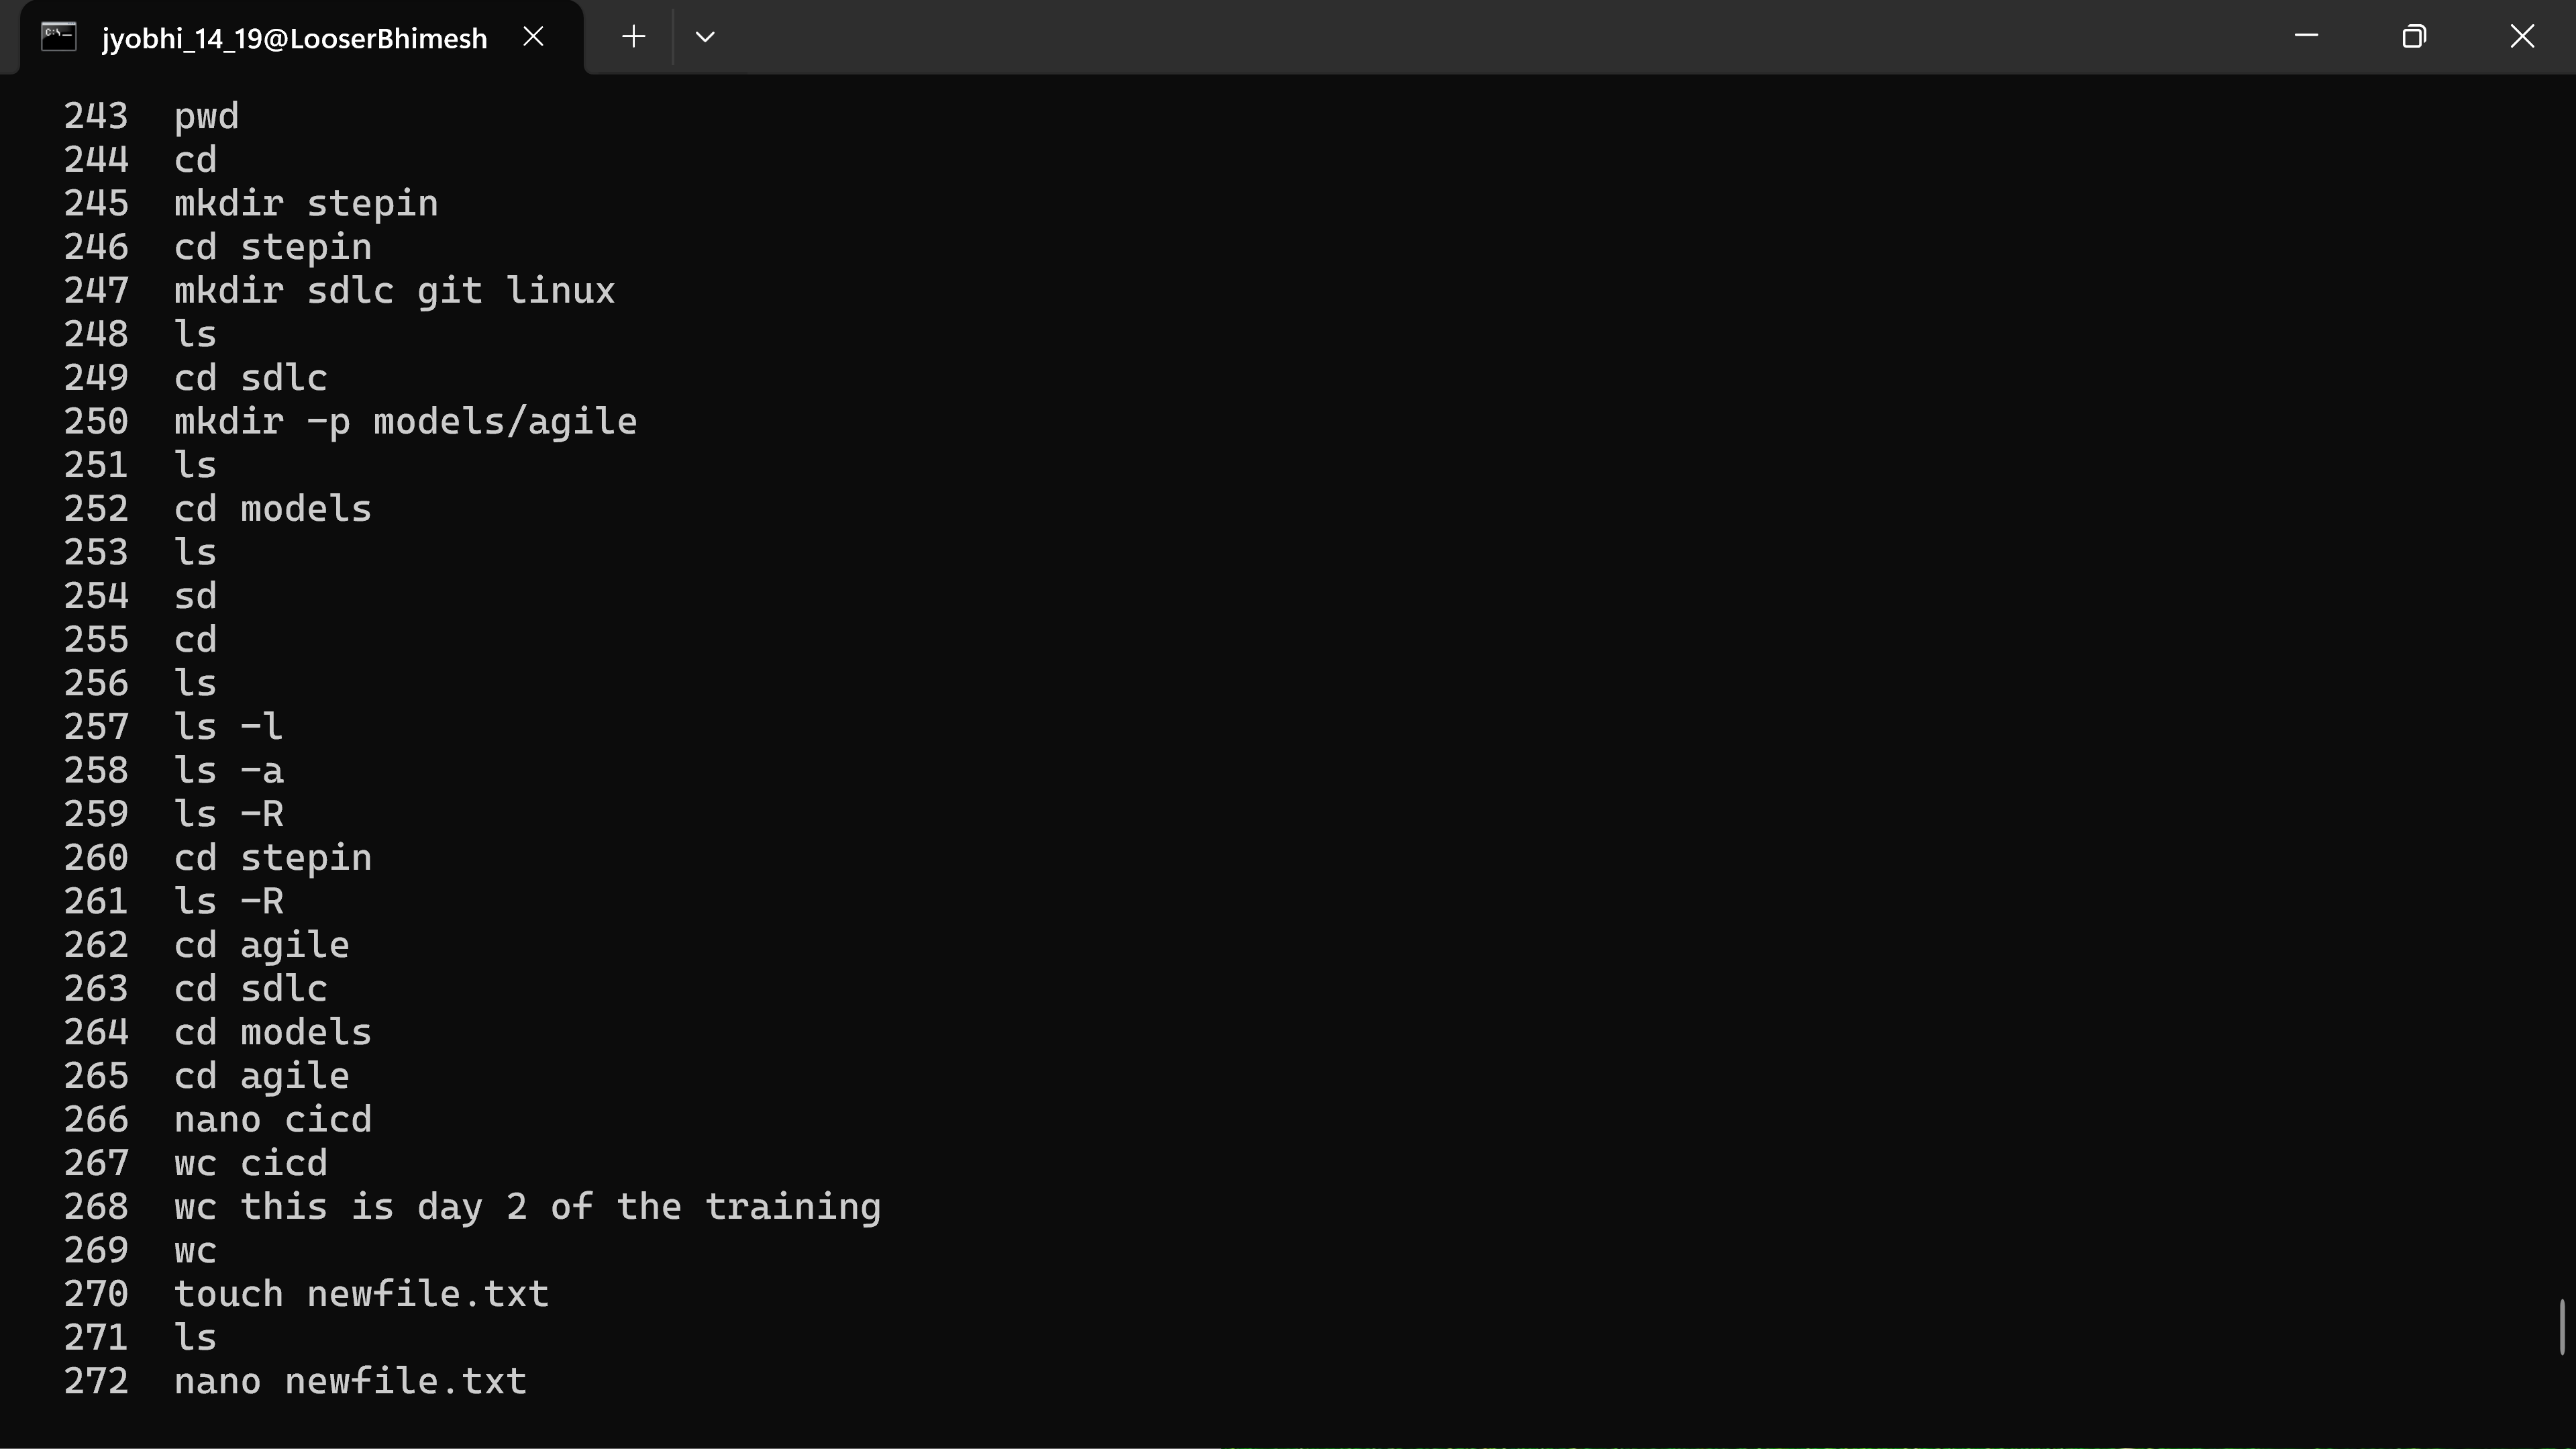 jyobhi_14_19@LooserBhimesh
243 pwd
244 cd
245 mkdir stepin
246 cd stepin
247 mkdir sdlc git linux
248 ls
249 cd sdlc
250 mkdir -p models/agile
251 ls
252 cd models
253 ls
254 sd
255 cd
256 ls
257 ls -l
258 ls -a
259 ls -R
260 cd stepin
261 ls -R
262 cd agile
263 cd sdlc
264 cd models
265 cd agile
266 nano cicd
267 wc cicd
268 wc this is day 2 of the training
269 wc
270 touch newfile.txt
271 ls
272 nano newfile.txt